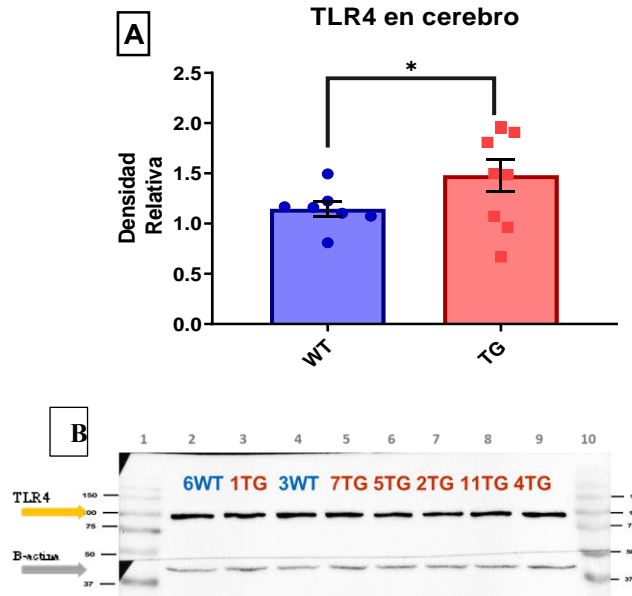 A
TLR4 en cerebro
Densidad
Relativa
2.5
2.0
1.5
1.0
0.5
0.0
*
WT
TG
B
1 2 3 4 5 6 7 8 9 10
6WT 1TG 3WT 7TG 5TG 2TG 11TG 4TG
TLR4
150
100
75
B-actina
50 50
37 37